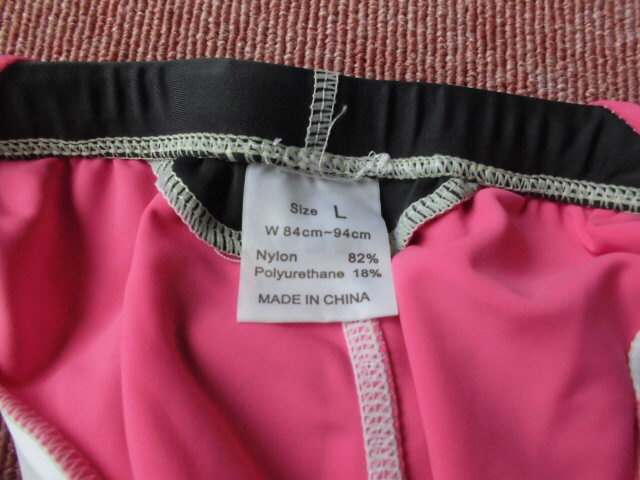 Size L
W 84cm~94cm
Nylon 82%
Polyurethane 18%
MADE IN CHINA